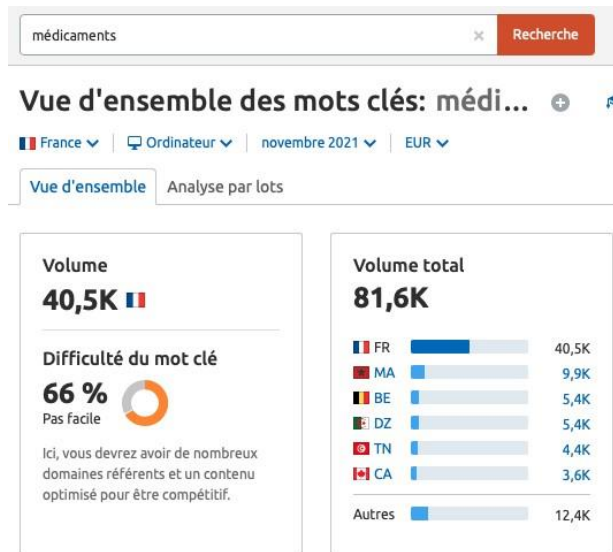 médicaments
Recherche
Vue d'ensemble des mots clés: médi...
France
Ordinateur
novembre 2021
EUR
Vue d'ensemble
Analyse par lots
Volume
40,5K
Difficulté du mot clé
66 %
Pas facile
Ici, vous devrez avoir de nombreux
domaines référents et un contenu
optimisé pour être compétitif.
Volume total
81,6K
FR 40,5K
MA 9,9K
BE 5,4K
DZ 5,4K
TN 4,4K
CA 3,6K
Autres 12,4K